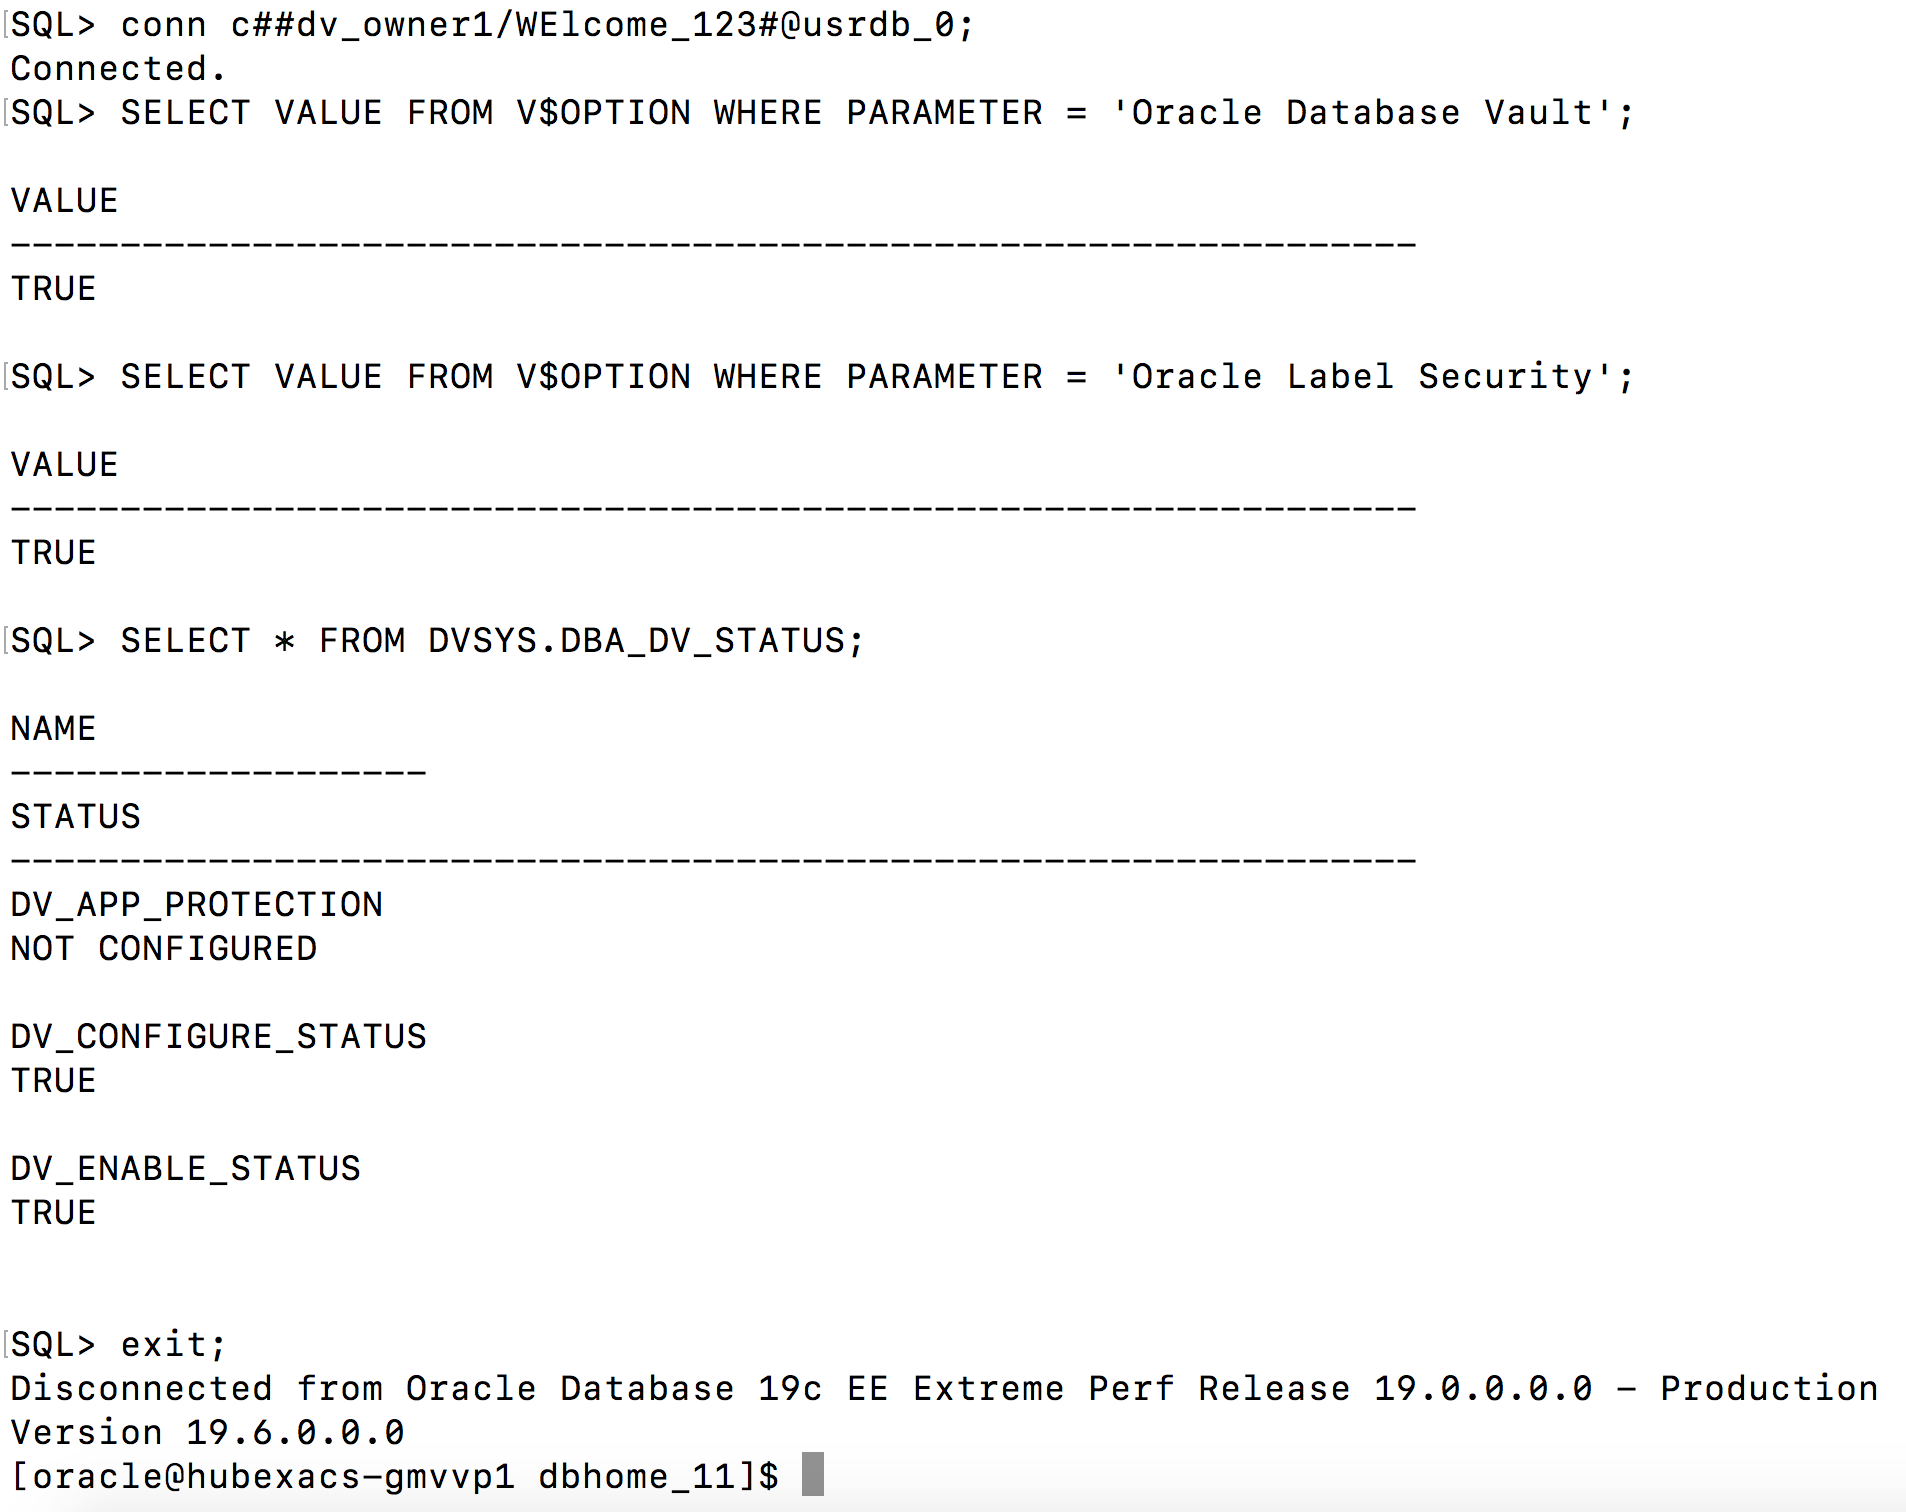 SQL> conn c##dv_owner1/WElcome_123#@usrdb_0;
Connected.
SQL> SELECT VALUE FROM V$OPTION WHERE PARAMETER = 'Oracle Database Vault';
VALUE
----------------------------------------------------------------
TRUE
SQL> SELECT VALUE FROM V$OPTION WHERE PARAMETER = 'Oracle Label Security';
VALUE
----------------------------------------------------------------
TRUE
SQL> SELECT * FROM DVSYS.DBA_DV_STATUS;
NAME
-------------------
STATUS
----------------------------------------------------------------
DV_APP_PROTECTION
NOT CONFIGURED
DV_CONFIGURE_STATUS
TRUE
DV_ENABLE_STATUS
TRUE
SQL> exit;
Disconnected from Oracle Database 19c EE Extreme Perf Release 19.0.0.0.0 - Production
Version 19.6.0.0.0
[oracle@hubexacs-gmvvp1 dbhome_11]$